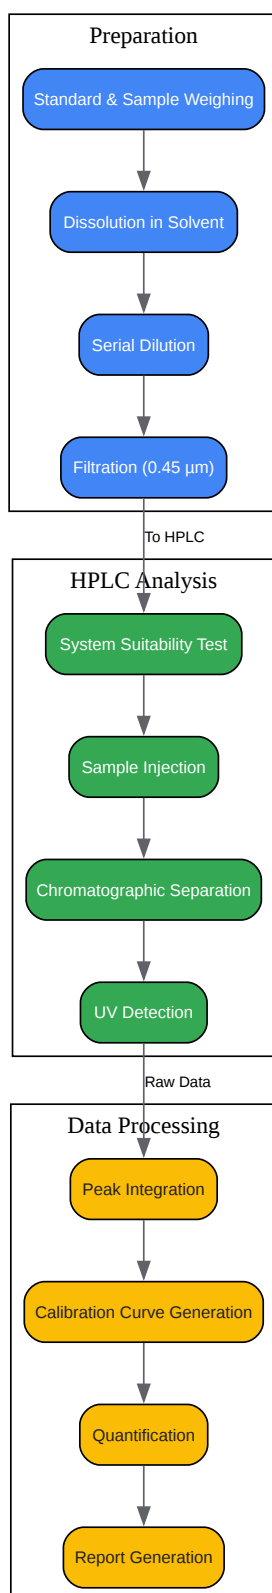 Preparation
Standard & Sample Weighing
Dissolution in Solvent
Serial Dilution
Filtration (0.45 µm)
To HPLC
HPLC Analysis
System Suitability Test
Sample Injection
Chromatographic Separation
UV Detection
Raw Data
Data Processing
Peak Integration
Calibration Curve Generation
Quantification
Report Generation